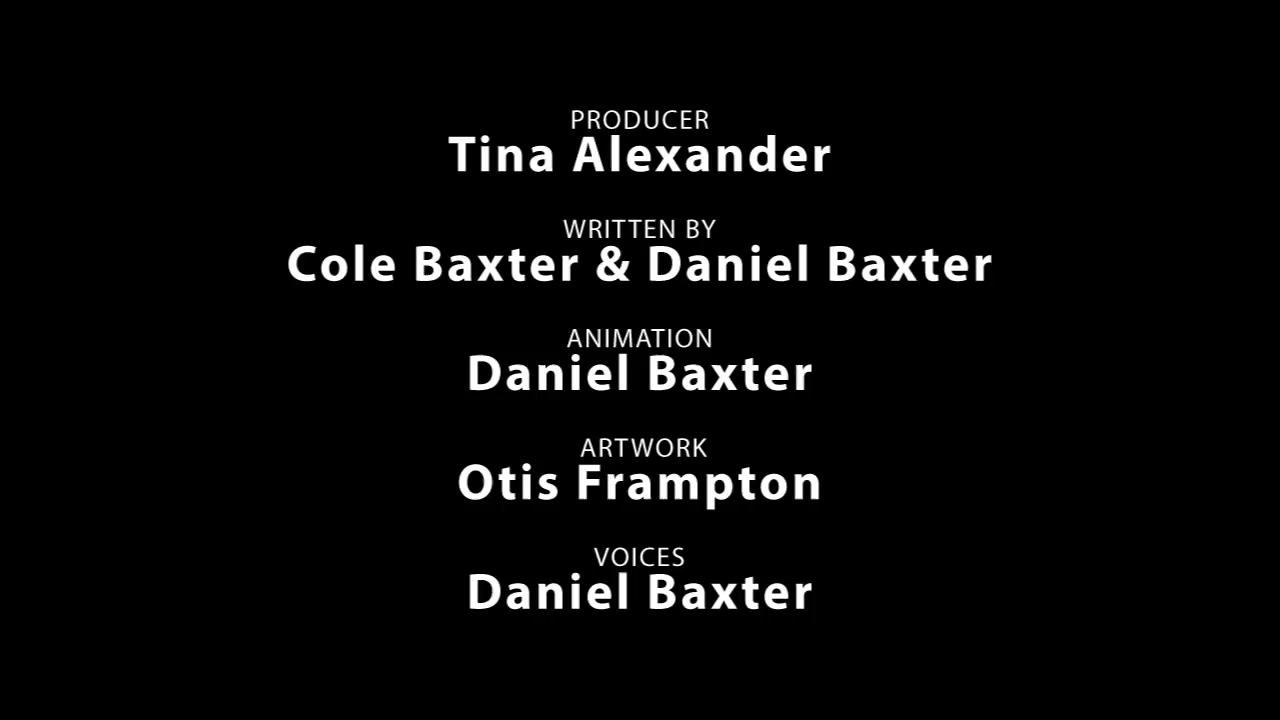 PRODUCER
Tina Alexander
WRITTEN BY
Cole Baxter & Daniel Baxter
ANIMATION
Daniel Baxter
ARTWORK
Otis Frampton
VOICES
Daniel Baxter